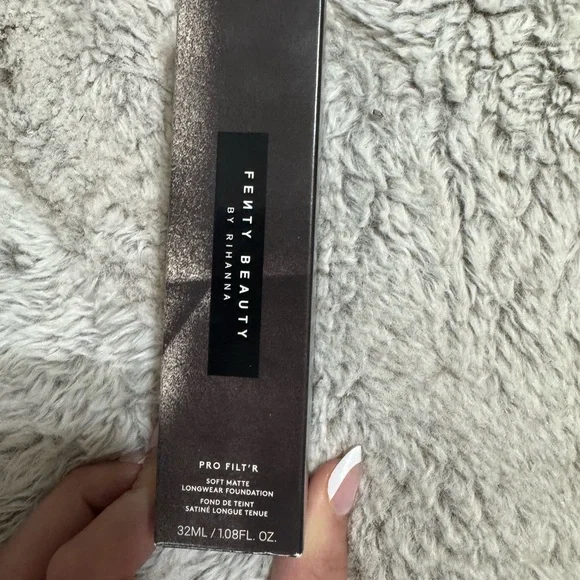 FEИTY BEAUTY
BY RIHANNA
PRO FILT'R
SOFT MATTE
LONGWEAR FOUNDATION
FOND DE TEINT
SATINÉ LONGUE TENUE
32ML / 1.08FL. OZ.